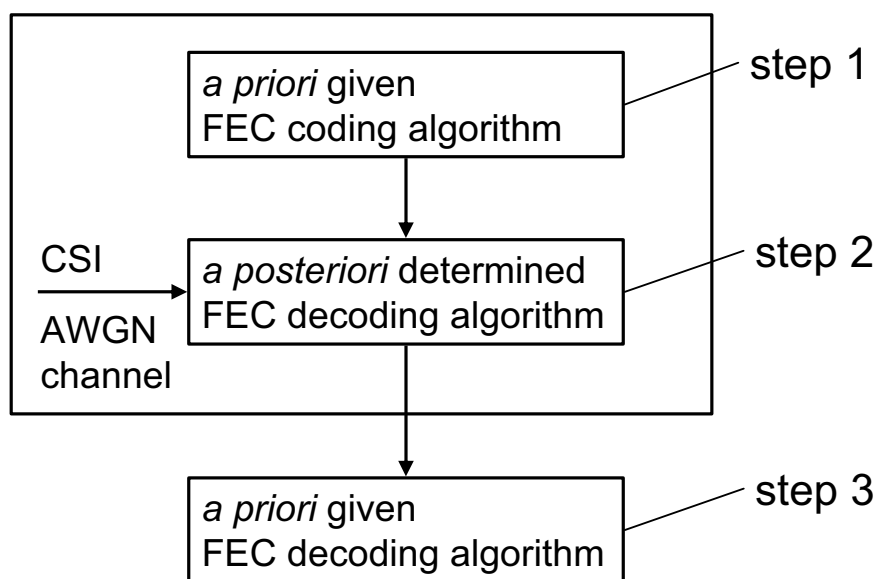 a priori given
FEC coding algorithm
step 1
CSI
AWGN
channel
a posteriori determined
FEC decoding algorithm
step 2
a priori given
FEC decoding algorithm
step 3